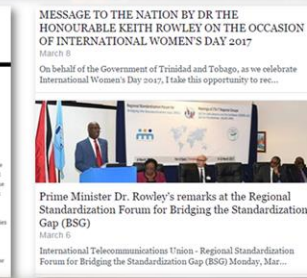 MESSAGE TO THE NATION BY DR THE
HONOURABLE KEITH ROWLEY ON THE OCCASION
OF INTERNATIONAL WOMEN'S DAY 2017
March 8
On behalf of the Government of Trinidad and Tobago, as we celebrate
International Women's Day 2017, I take this opportunity to rec...
Prime Minister Dr. Rowley's remarks at the Regional
Standardization Forum for Bridging the Standardization
Gap (BSG)
March 6
International Telecommunications Union - Regional Standardization
Forum for Bridging the Standardization Gap (BSG) Monday, Mar...